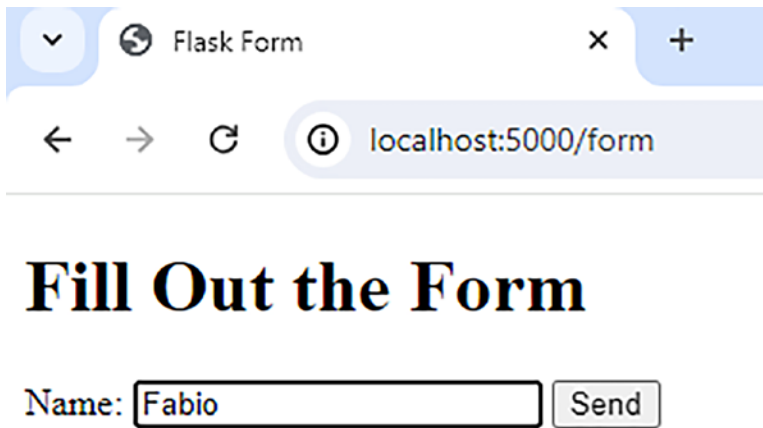 Flask Form
localhost:5000/form
Fill Out the Form
Name: Fabio Send